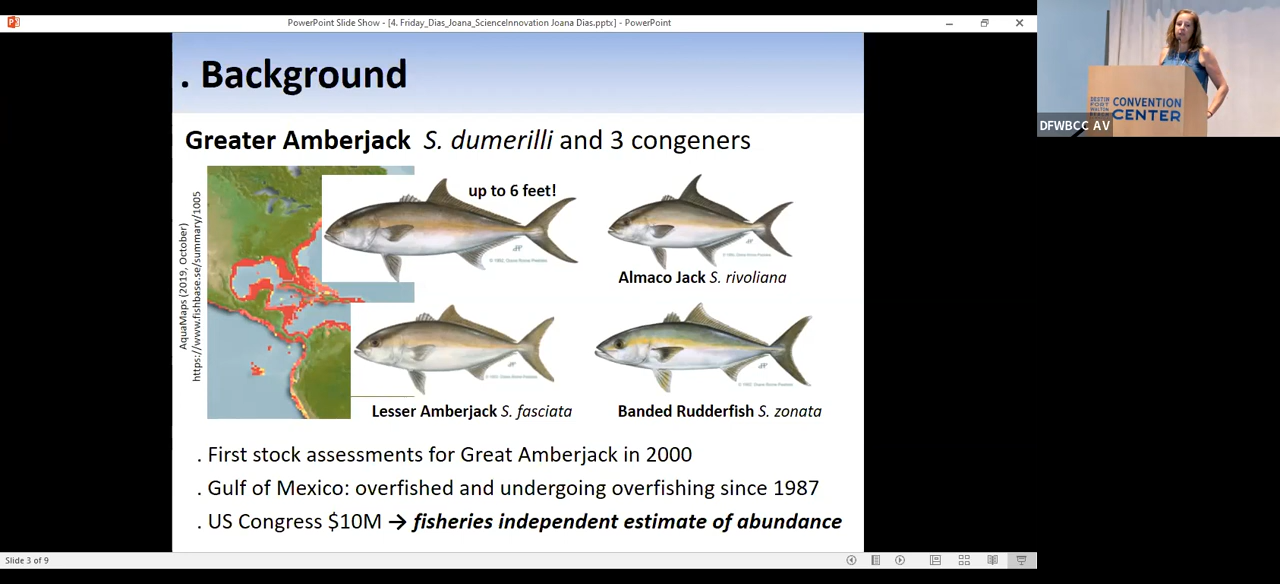 PowerPoint Slide Show - [4. Friday_Dias_Joana_ScienceInnovation Joana Dias.pptx] - PowerPoint
. Background
Greater Amberjack S. dumerilli and 3 congeners
up to 6 feet!
AquaMaps (2019, October)
https://www.fishbase.se/summary/1005
Almaco Jack S. rivoliana
Lesser Amberjack S. fasciata
Banded Rudderfish S. zonata
. First stock assessments for Great Amberjack in 2000
. Gulf of Mexico: overfished and undergoing overfishing since 1987
. US Congress $10M → fisheries independent estimate of abundance
Slide 3 of 9
DESTIN
FORT
WALTON
BEACH
CONVENTION
CENTER
DFWBCC AV